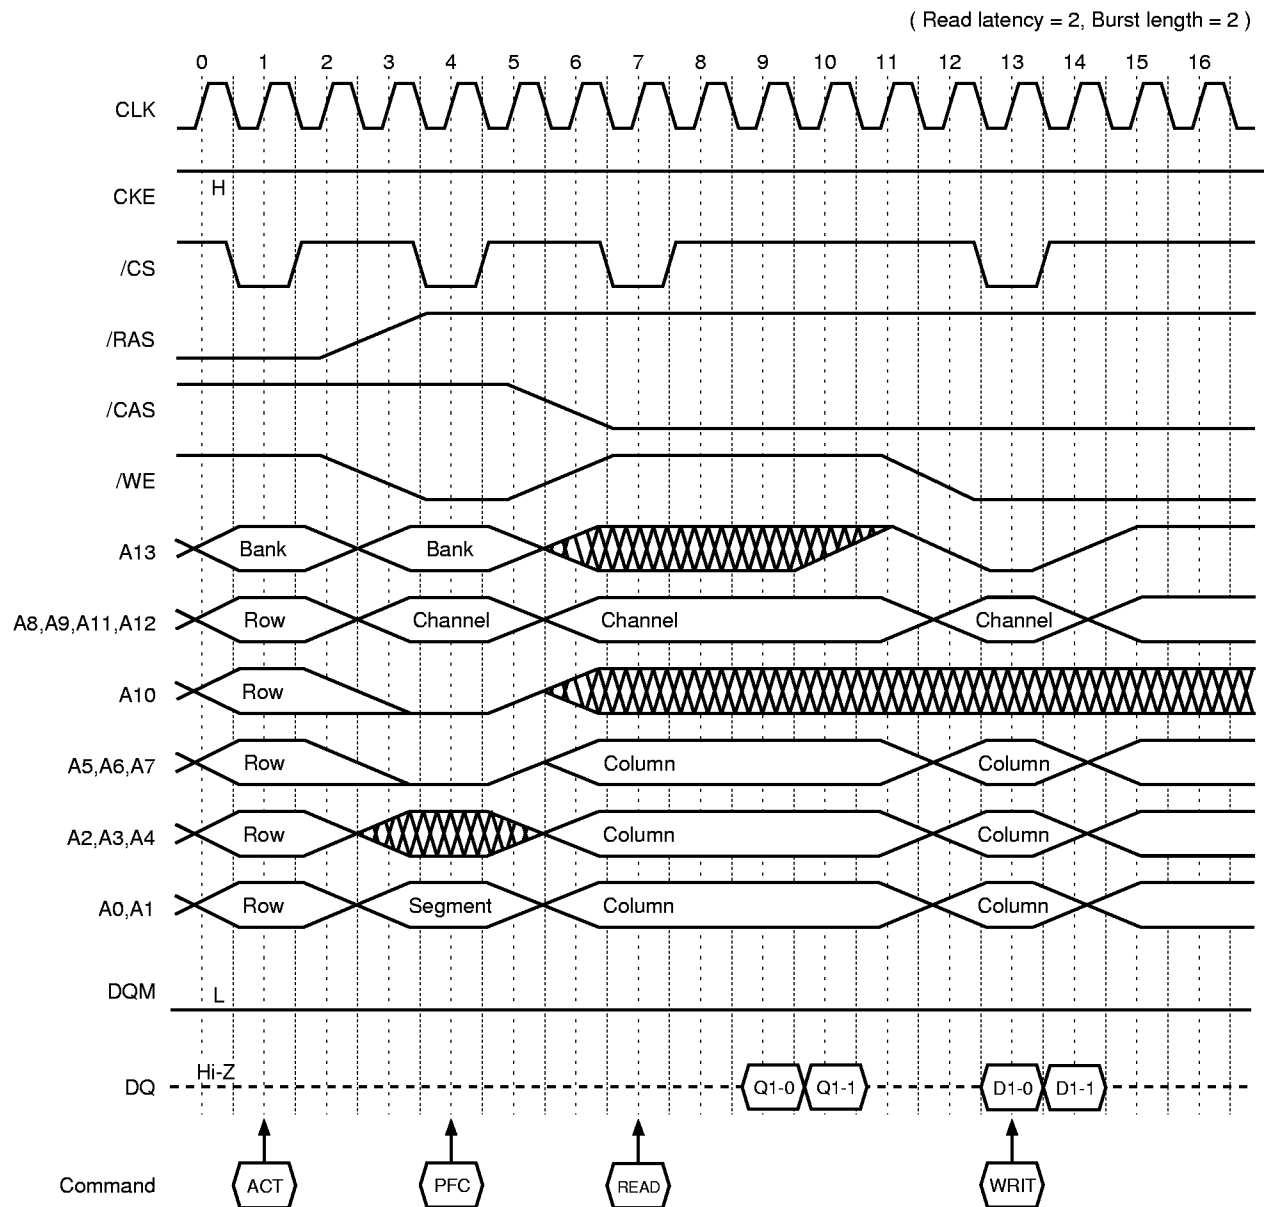 ( Read latency = 2, Burst length = 2 )
0 1 2 3 4 5 6 7 8 9 10 11 12 13 14 15 16
CLK
H
CKE
/CS
/RAS
/CAS
/WE
A13 Bank Bank
A8,A9,A11,A12 Row Channel Channel Channel
A10 Row
A5,A6,A7 Row Column Column
A2,A3,A4 Row Column Column
A0,A1 Row Segment Column Column
DQM L
Hi-Z
DQ Q1-0 Q1-1 D1-0 D1-1
Command ACT PFC READ WRIT